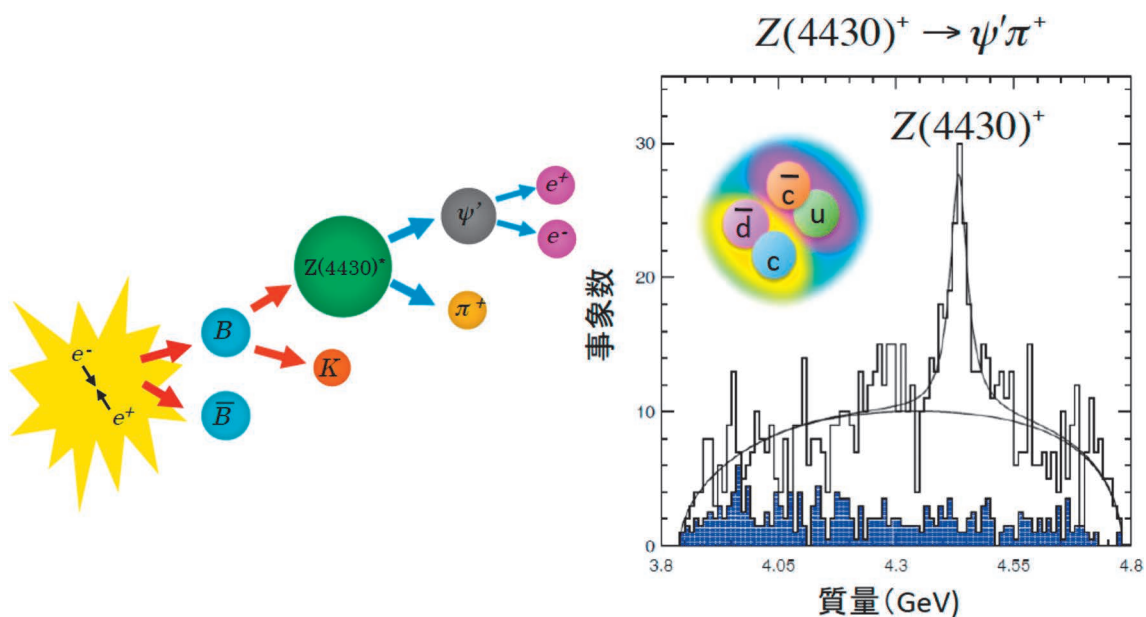 e⁻
e⁺
B
B̅
Z(4430)⁺
K
ψ'
π⁺
e⁺
e⁻
Z(4430)⁺ → ψ'π⁺
Z(4430)⁺
c̅
u
d̅
c
事象数
30
20
10
0
3.8 4.05 4.3 4.55 4.8
質量(GeV)